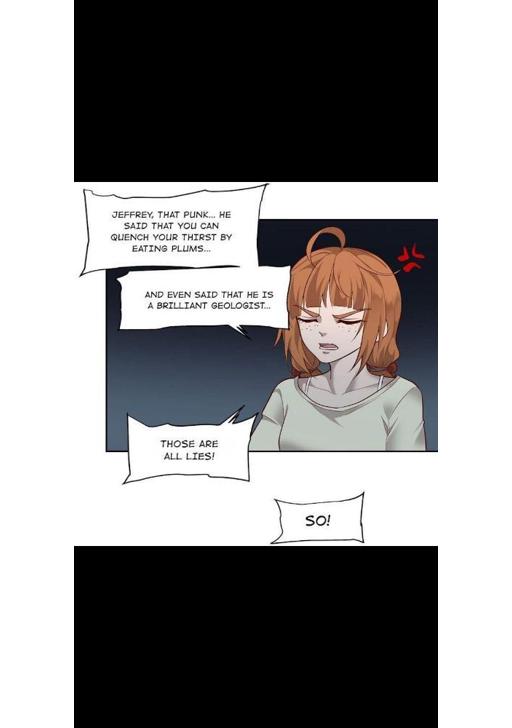 JEFFREY, THAT PUNK... HE
SAID THAT YOU CAN
QUENCH YOUR THIRST BY
EATING PLUMS...
AND EVEN SAID THAT HE IS
A BRILLIANT GEOLOGIST...
THOSE ARE
ALL LIES!
SO!